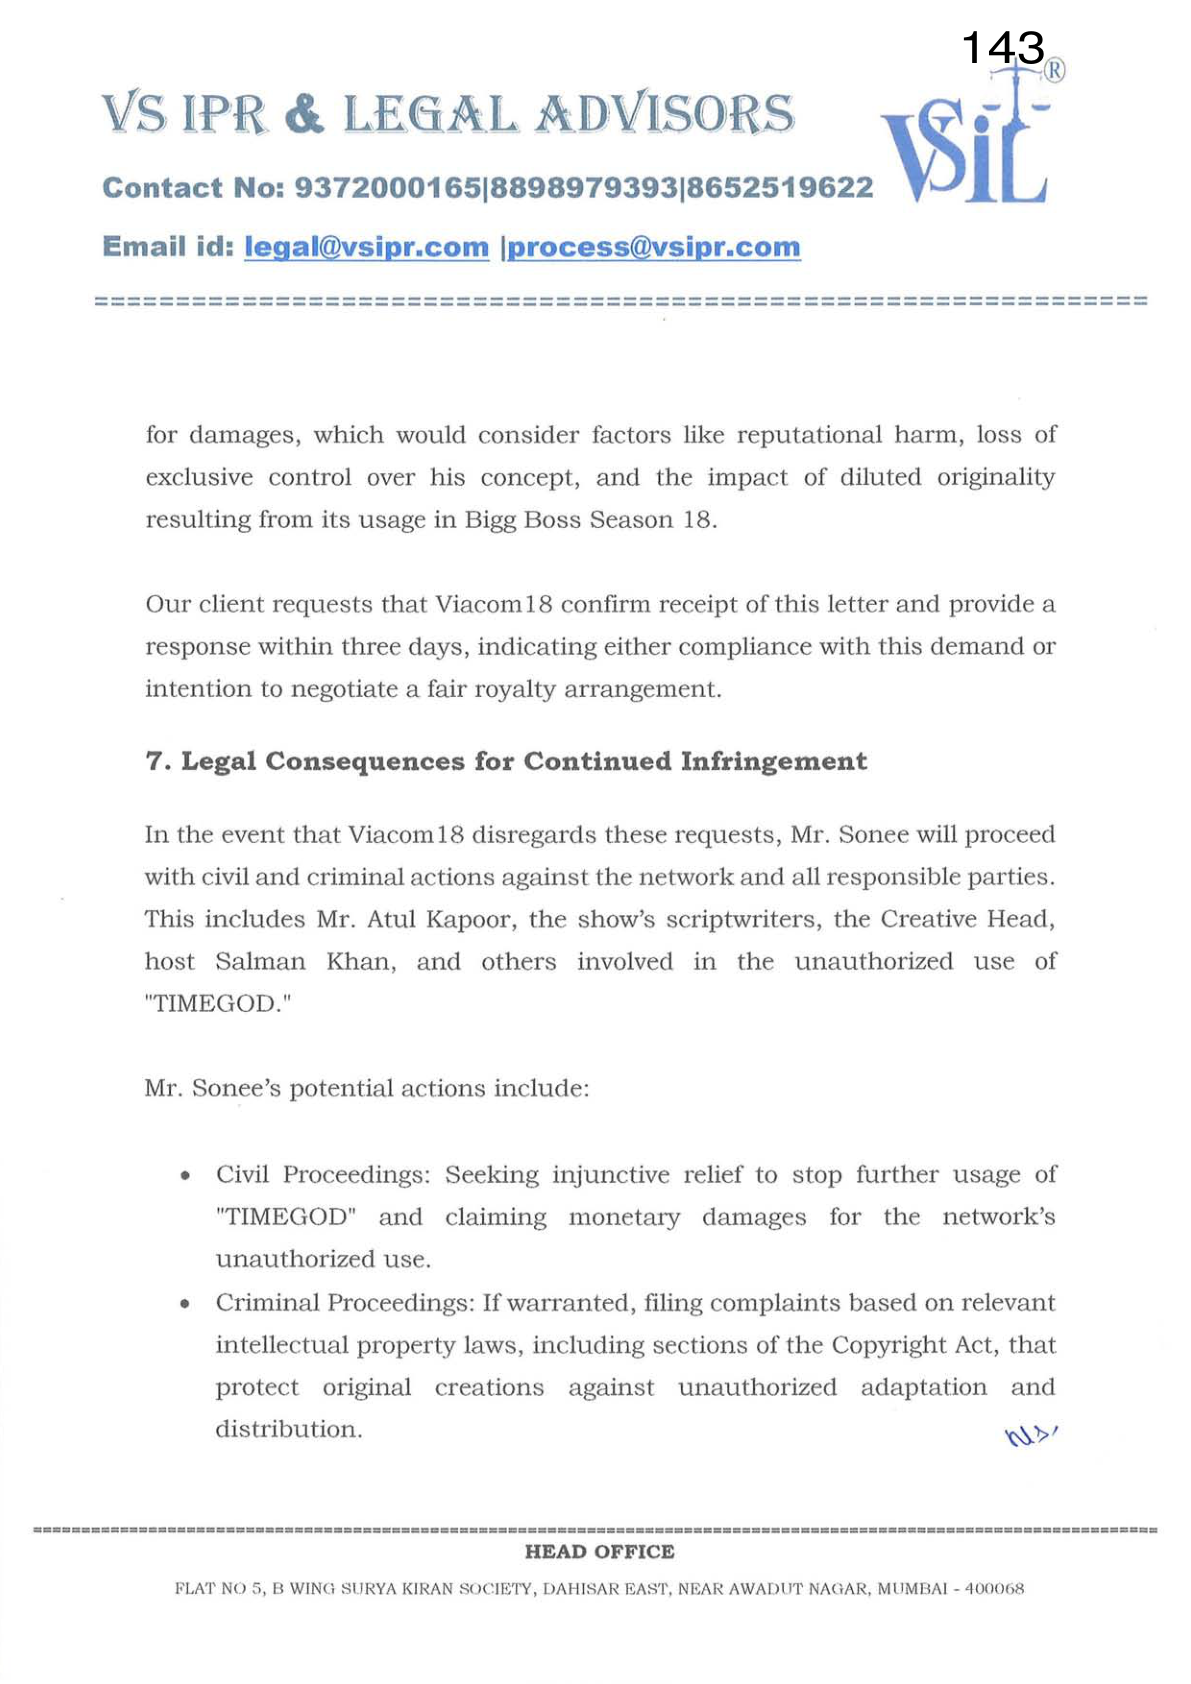 143
VS IPR & LEGAL ADVISORS
VSiL®
Contact No: 9372000165|8898979393|8652519622
Email id: legal@vsipr.com |process@vsipr.com
for damages, which would consider factors like reputational harm, loss of
exclusive control over his concept, and the impact of diluted originality
resulting from its usage in Bigg Boss Season 18.
Our client requests that Viacom18 confirm receipt of this letter and provide a
response within three days, indicating either compliance with this demand or
intention to negotiate a fair royalty arrangement.
7. Legal Consequences for Continued Infringement
In the event that Viacom18 disregards these requests, Mr. Sonee will proceed
with civil and criminal actions against the network and all responsible parties.
This includes Mr. Atul Kapoor, the show's scriptwriters, the Creative Head,
host Salman Khan, and others involved in the unauthorized use of
"TIMEGOD."
Mr. Sonee's potential actions include:
• Civil Proceedings: Seeking injunctive relief to stop further usage of
"TIMEGOD" and claiming monetary damages for the network's
unauthorized use.
• Criminal Proceedings: If warranted, filing complaints based on relevant
intellectual property laws, including sections of the Copyright Act, that
protect original creations against unauthorized adaptation and
distribution.
HEAD OFFICE
FLAT NO 5, B WING SURYA KIRAN SOCIETY, DAHISAR EAST, NEAR AWADUT NAGAR, MUMBAI - 400068